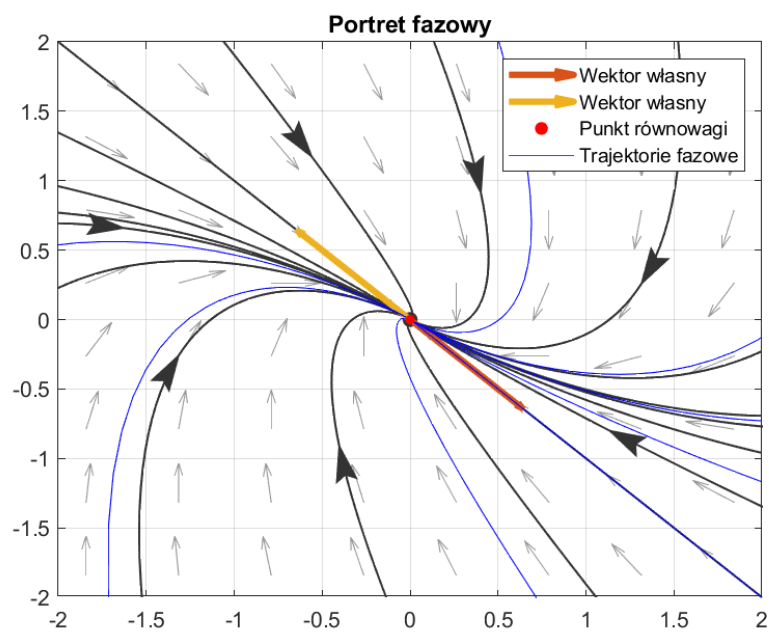 Portret fazowy
2
1.5
1
0.5
0
-0.5
-1
-1.5
-2
-2 -1.5 -1 -0.5 0 0.5 1 1.5 2
Wektor własny
Wektor własny
Punkt równowagi
Trajektorie fazowe